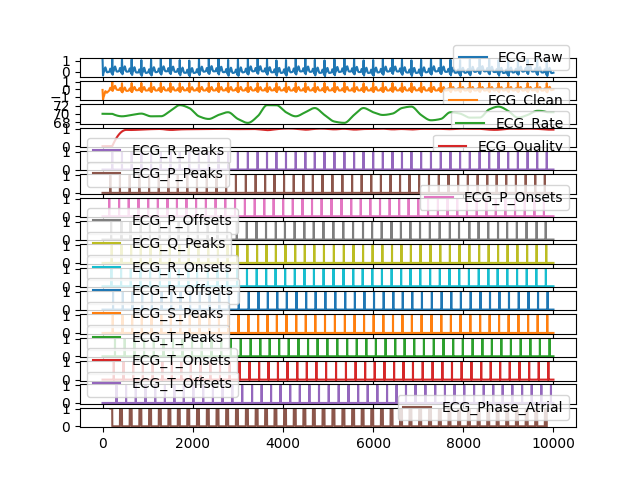 1
0
ECG_Raw
0
−1
ECG_Clean
72
70
68
ECG_Rate
1
0
ECG_Quality
1
0
ECG_R_Peaks
1
0
ECG_P_Peaks
1
0
ECG_P_Onsets
1
0
ECG_P_Offsets
1
0
ECG_Q_Peaks
1
0
ECG_R_Onsets
1
0
ECG_R_Offsets
1
0
ECG_S_Peaks
1
0
ECG_T_Peaks
1
0
ECG_T_Onsets
1
0
ECG_T_Offsets
1
0
ECG_Phase_Atrial
0 2000 4000 6000 8000 10000